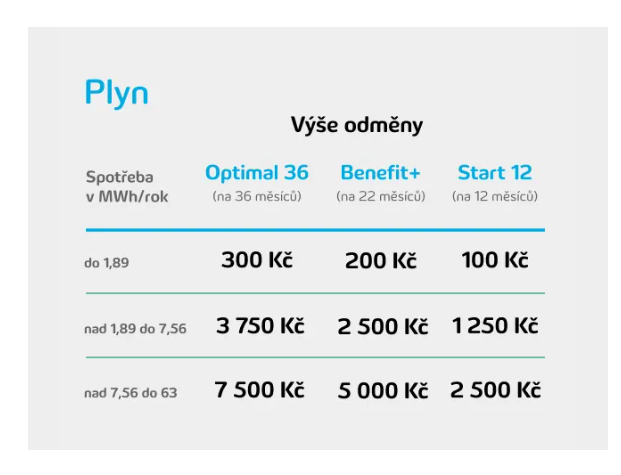 Plyn
Výše odměny
Spotřeba
v MWh/rok
Optimal 36
(na 36 měsíců)
Benefit+
(na 22 měsíců)
Start 12
(na 12 měsíců)
do 1,89 300 Kč 200 Kč 100 Kč
nad 1,89 do 7,56 3 750 Kč 2 500 Kč 1 250 Kč
nad 7,56 do 63 7 500 Kč 5 000 Kč 2 500 Kč